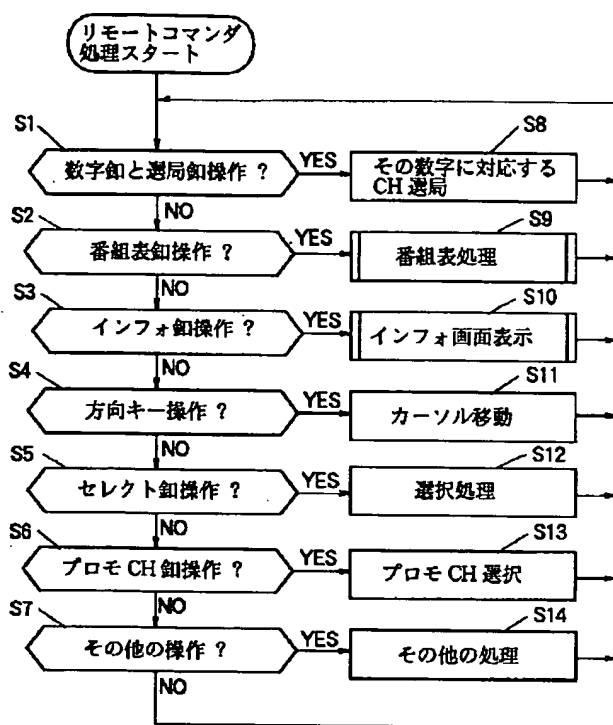 リモートコマンダ
処理スタート
S1
数字釦と選局釦操作 ?
YES
S8
その数字に対応する
CH 選局
NO
S2
番組表釦操作 ?
YES
S9
番組表処理
NO
S3
インフォ釦操作 ?
YES
S10
インフォ画面表示
NO
S4
方向キー操作 ?
YES
S11
カーソル移動
NO
S5
セレクト釦操作 ?
YES
S12
選択処理
NO
S6
プロモ CH 釦操作 ?
YES
S13
プロモ CH 選択
NO
S7
その他の操作 ?
YES
S14
その他の処理
NO